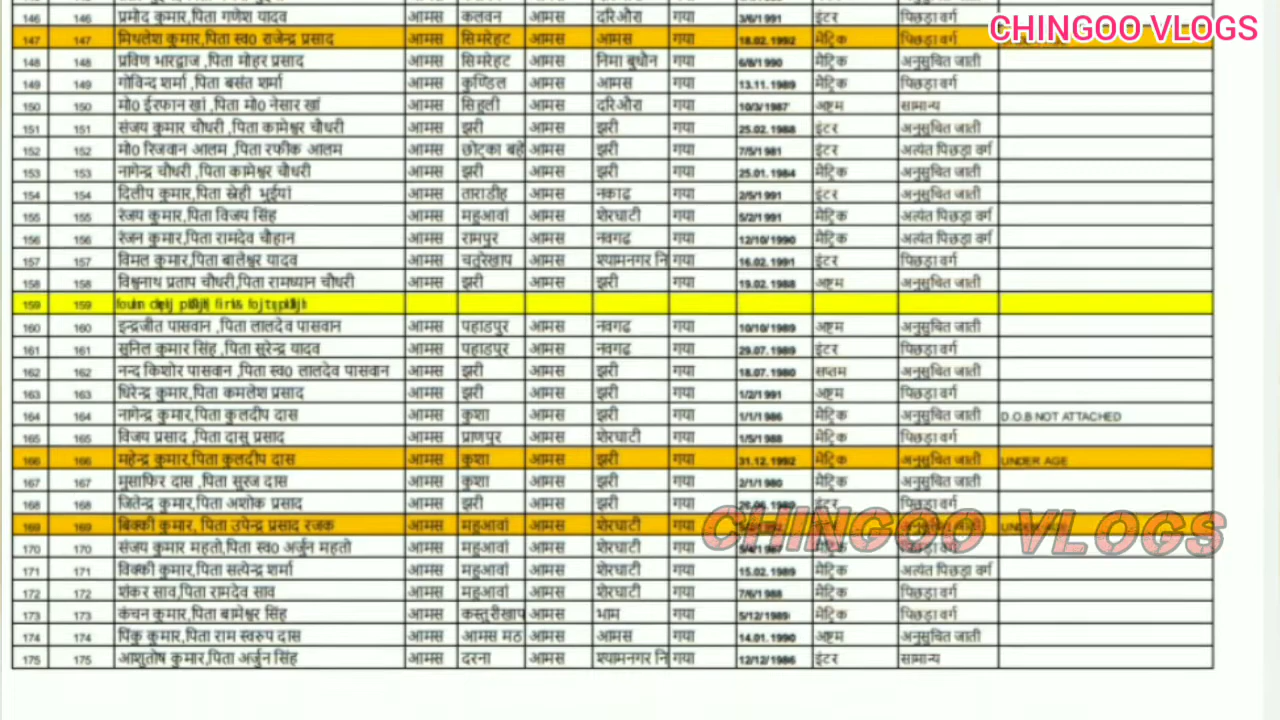 CHINGOO VLOGS
146 146 प्रमोद कुमार,पिता गणेश यादव आमस कलवन आमस दरिऔरा गया 3/6/1991 इंटर पिछड़ा वर्ग
147 147 मिथलेश कुमार,पिता स्व0 राजेन्द्र प्रसाद आमस सिमरेहट आमस आमस गया 18.02.1992 मैट्रिक पिछड़ा वर्ग
148 148 प्रविण भारद्वाज ,पिता मोहर प्रसाद आमस सिमरेहट आमस निमा बुधौन गया 6/8/1990 मैट्रिक अनुसुचित जाती
149 149 गोविन्द शर्मा ,पिता बसंत शर्मा आमस कुण्डिल आमस आमस गया 13.11.1989 मैट्रिक पिछड़ा वर्ग
150 150 मो0 ईरफान खां ,पिता मो0 नेसार खां आमस सिहुली आमस दरिऔरा गया 10/3/1987 अष्टम सामान्य
151 151 संजय कुमार चौधरी ,पिता कामेश्वर चौधरी आमस झरी आमस झरी गया 25.02.1988 इंटर अनुसुचित जाती
152 152 मो0 रिजवान आलम ,पिता रफीक आलम आमस छोट्का बहे आमस झरी गया 7/5/1981 इंटर अत्यंत पिछड़ा वर्ग
153 153 नागेन्द्र चौधरी ,पिता कामेश्वर चौधरी आमस झरी आमस झरी गया 25.01.1984 मैट्रिक अनुसुचित जाती
154 154 दिलीप कुमार,पिता स्नेही भुईयां आमस ताराडीह आमस नकाढ गया 2/5/1991 इंटर अनुसुचित जाती
155 155 रंजय कुमार,पिता विजय सिंह आमस महुआवां आमस शेरघाटी गया 5/2/1991 मैट्रिक अत्यंत पिछड़ा वर्ग
156 156 रंजन कुमार,पिता रामदेव चौहान आमस रामपुर आमस नवगढ गया 12/10/1990 मैट्रिक अत्यंत पिछड़ा वर्ग
157 157 विमल कुमार,पिता बालेश्वर यादव आमस चतुरेखाप आमस श्यामनगर नि गया 16.02.1991 इंटर पिछड़ा वर्ग
158 158 विश्वनाथ प्रताप चौधरी,पिता रामध्यान चौधरी आमस झरी आमस झरी गया 19.02.1988 इंटर अनुसुचित जाती
159 159
160 160 इन्द्रजीत पासवान ,पिता लालदेव पासवान आमस पहाडपुर आमस नवगढ गया 10/10/1989 अष्टम अनुसुचित जाती
161 161 सुनिल कुमार सिंह ,पिता सुरेन्द्र यादव आमस पहाडपुर आमस नवगढ गया 29.07.1989 इंटर पिछड़ा वर्ग
162 162 नन्द किशोर पासवान ,पिता स्व0 लालदेव पासवान आमस झरी आमस झरी गया 18.07.1980 सप्तम अनुसुचित जाती
163 163 धिरेन्द्र कुमार,पिता कमलेश प्रसाद आमस झरी आमस झरी गया 1/2/1991 अष्टम पिछड़ा वर्ग
164 164 नागेन्द्र कुमार,पिता कुलदीप दास आमस कुशा आमस झरी गया 1/1/1986 मैट्रिक अनुसुचित जाती D.O.B NOT ATTACHED
165 165 विजय प्रसाद ,पिता दासु प्रसाद आमस प्राणपुर आमस शेरघाटी गया 1/5/1988 मैट्रिक पिछड़ा वर्ग
166 166 महेन्द्र कुमार,पिता कुलदीप दास आमस कुशा आमस झरी गया 31.12.1992 मैट्रिक अनुसुचित जाती UNDER AGE
167 167 मुसाफिर दास ,पिता सुरज दास आमस कुशा आमस झरी गया 2/1/1980 मैट्रिक अनुसुचित जाती
168 168 जितेन्द्र कुमार,पिता अशोक प्रसाद आमस झरी आमस झरी गया इंटर पिछड़ा वर्ग
169 169 बिक्की कुमार, पिता उपेन्द्र प्रसाद रजक आमस महुआवां आमस शेरघाटी गया
CHINGOO VLOGS
170 170 संजय कुमार महतो,पिता स्व0 अर्जुन महतो आमस महुआवां आमस शेरघाटी गया 5/4/1987 मैट्रिक पिछड़ा वर्ग
171 171 विक्की कुमार,पिता सत्येन्द्र शर्मा आमस महुआवां आमस शेरघाटी गया 15.02.1989 मैट्रिक अत्यंत पिछड़ा वर्ग
172 172 शंकर साव,पिता रामदेव साव आमस महुआवां आमस शेरघाटी गया 7/6/1988 मैट्रिक पिछड़ा वर्ग
173 173 कंचन कुमार,पिता बामेश्वर सिंह आमस कस्तुरीखाप आमस भाम गया 5/12/1989 मैट्रिक पिछड़ा वर्ग
174 174 पिंकु कुमार,पिता राम स्वरुप दास आमस आमस मठ आमस आमस गया 14.01.1990 अष्टम अनुसुचित जाती
175 175 आशुतोष कुमार,पिता अर्जुन सिंह आमस दरना आमस श्यामनगर नि गया 12/12/1986 इंटर सामान्य